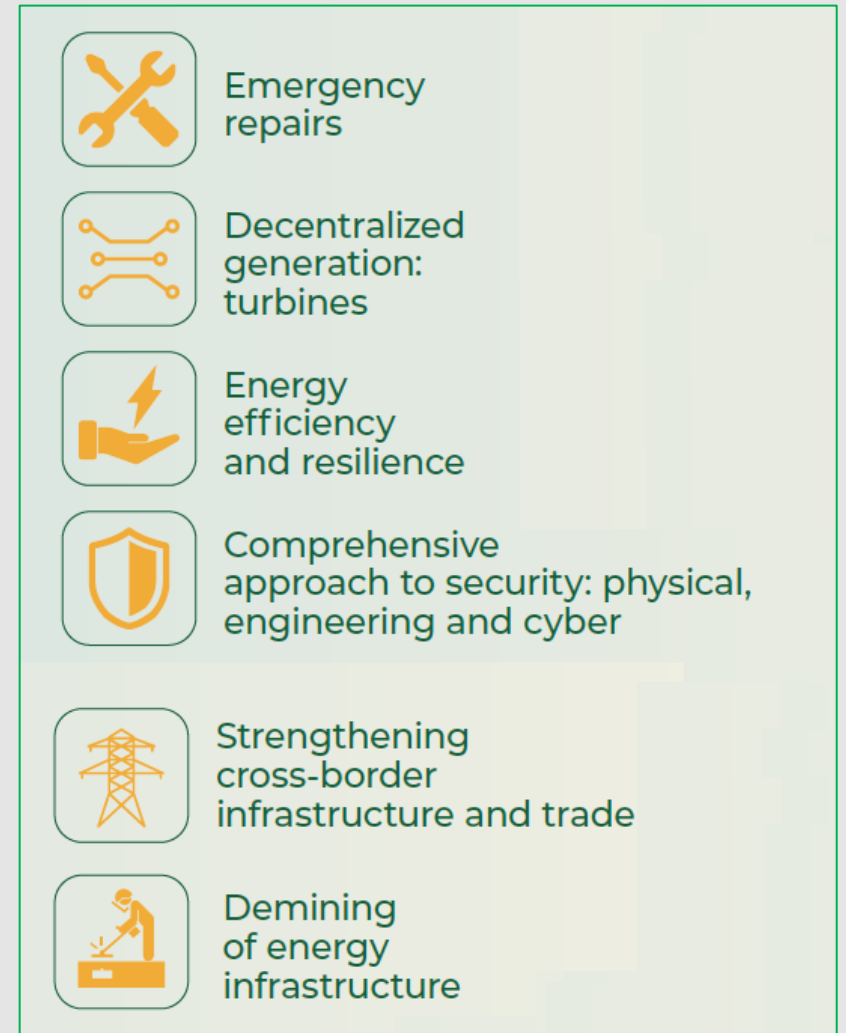 Emergency
repairs
Decentralized
generation:
turbines
Energy
efficiency
and resilience
Comprehensive
approach to security: physical,
engineering and cyber
Strengthening
cross-border
infrastructure and trade
Demining
of energy
infrastructure